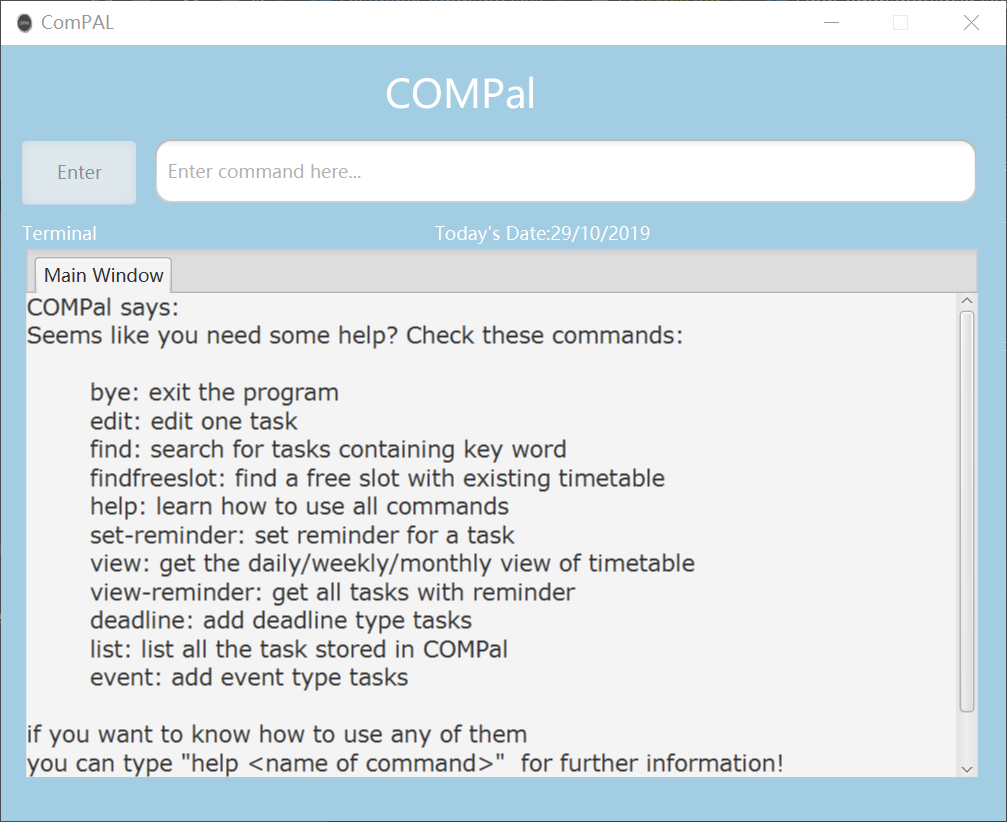 ComPAL
COMPal
Enter
Enter command here...
Terminal
Today's Date:29/10/2019
Main Window
COMPal says:
Seems like you need some help? Check these commands:
bye: exit the program
edit: edit one task
find: search for tasks containing key word
findfreeslot: find a free slot with existing timetable
help: learn how to use all commands
set-reminder: set reminder for a task
view: get the daily/weekly/monthly view of timetable
view-reminder: get all tasks with reminder
deadline: add deadline type tasks
list: list all the task stored in COMPal
event: add event type tasks
if you want to know how to use any of them
you can type "help <name of command>"  for further information!